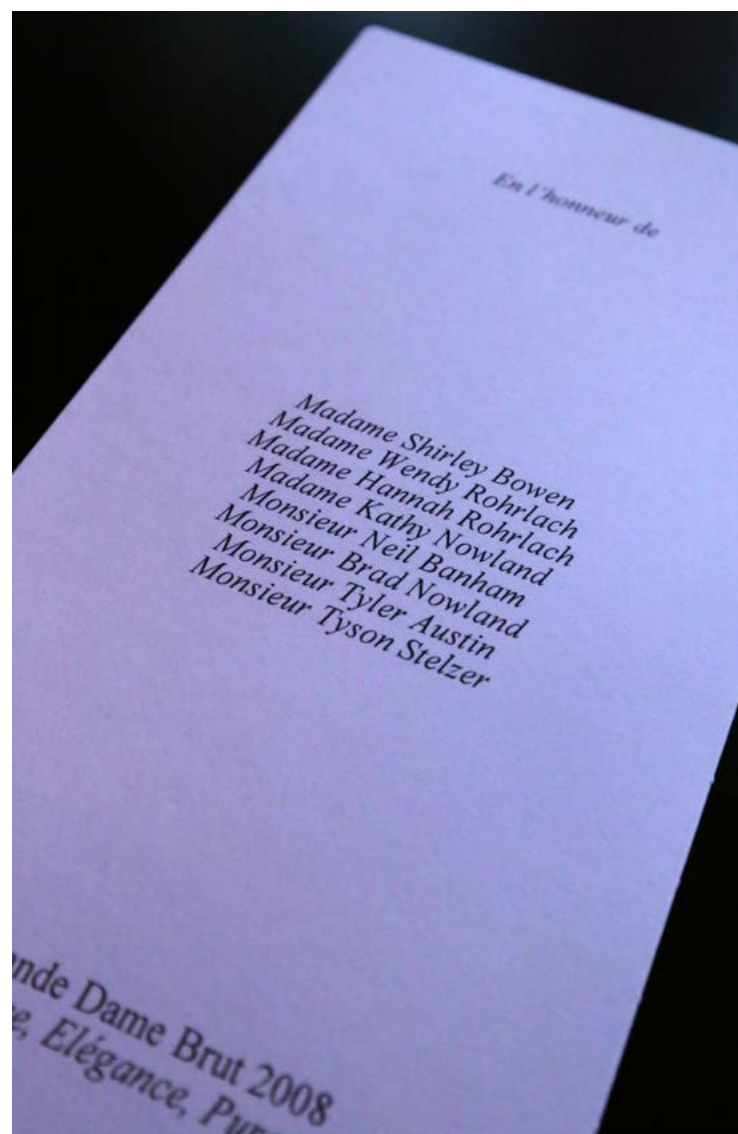 En l'honneur de
Madame Shirley Bowen
Madame Wendy Rohrlach
Madame Hannah Rohrlach
Madame Kathy Nowland
Monsieur Neil Banham
Monsieur Brad Nowland
Monsieur Tyler Austin
Monsieur Tyson Stelzer
Dame Brut 2008
Elégance,